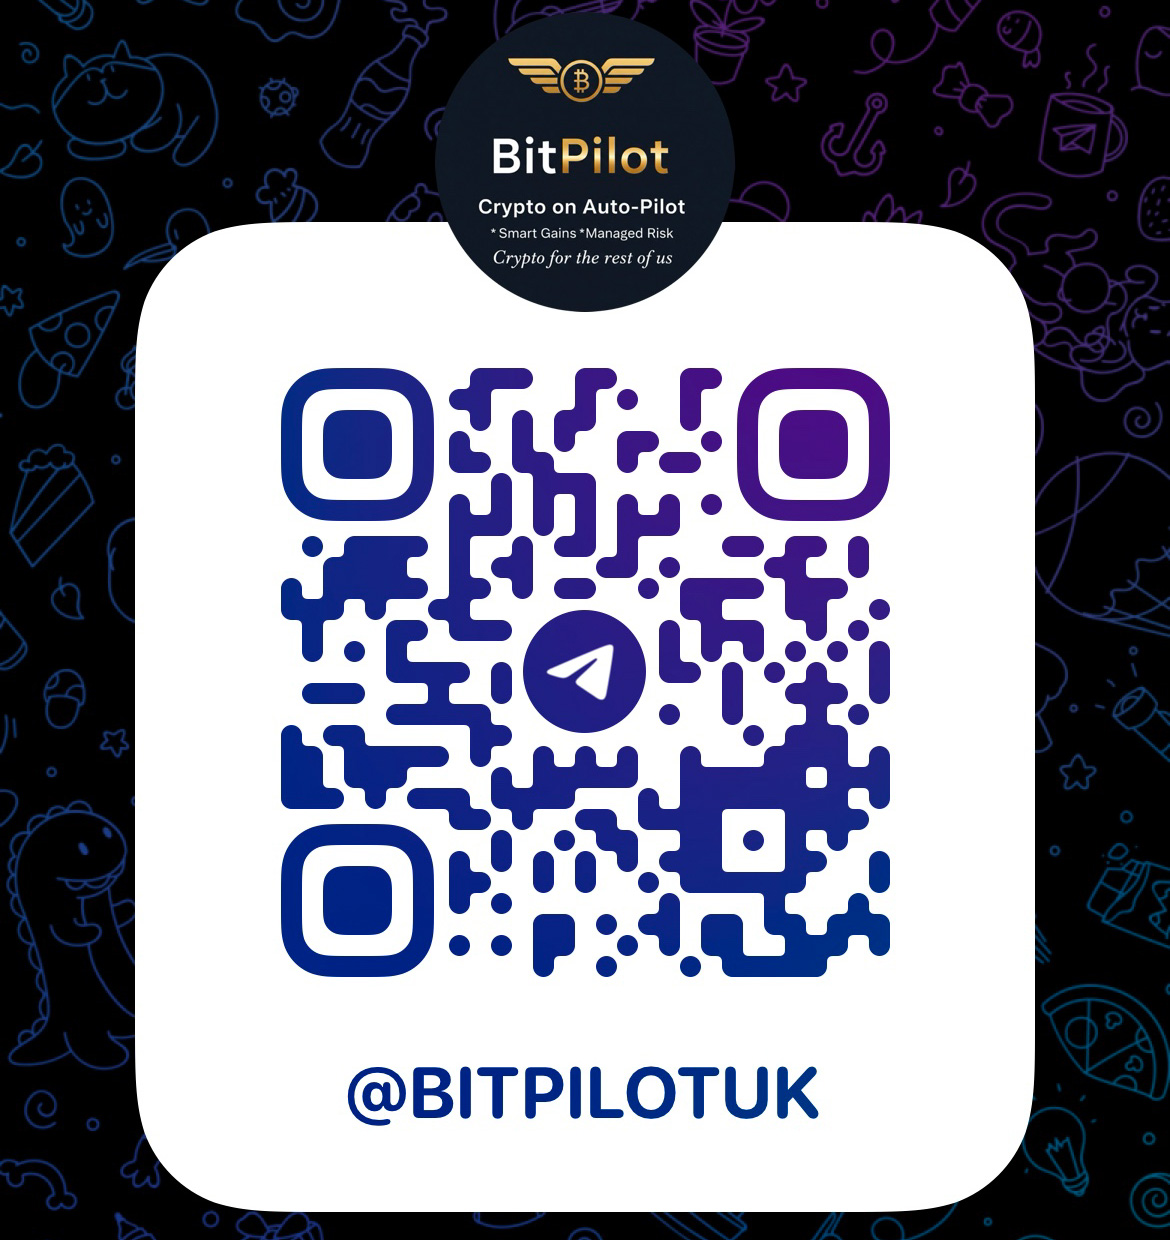 BitPilot
Crypto on Auto-Pilot
* Smart Gains *Managed Risk
Crypto for the rest of us
@BITPILOTUK